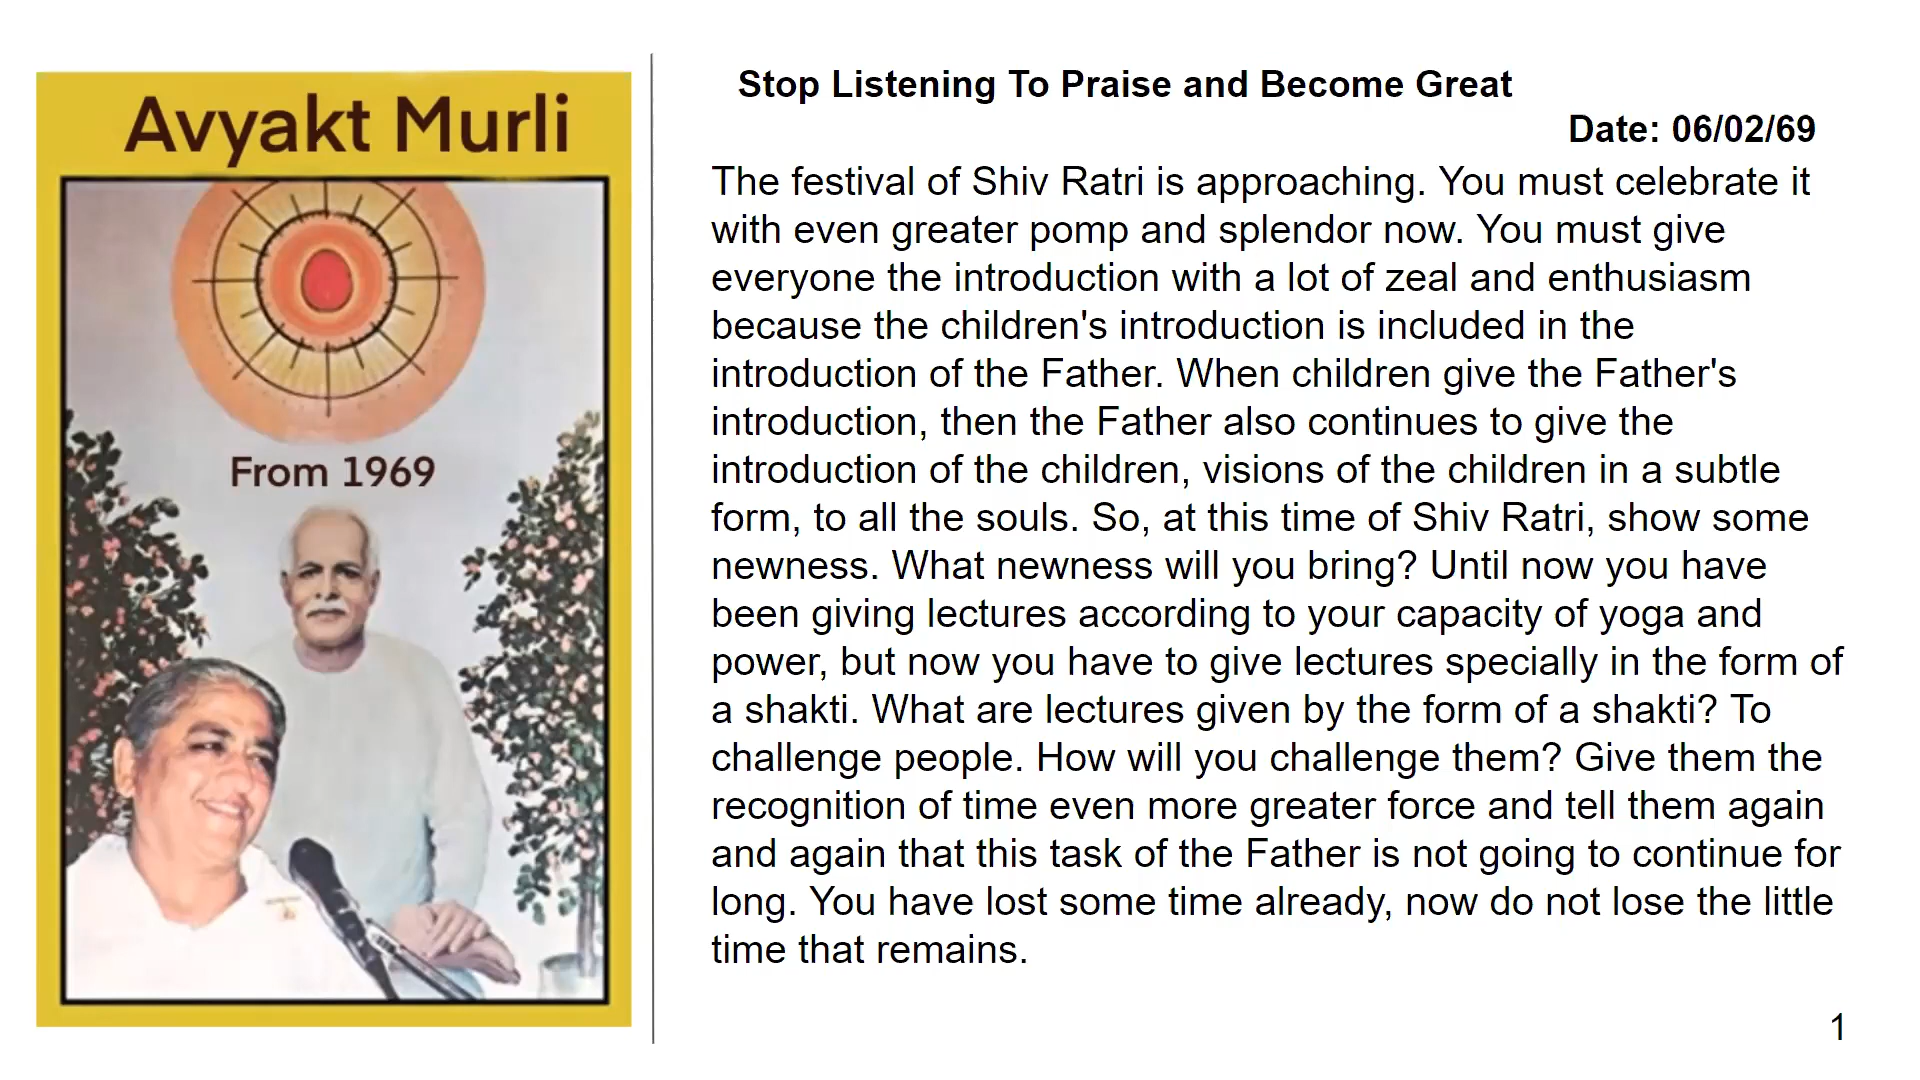 Avyakt Murli
From 1969
Stop Listening To Praise and Become Great
Date: 06/02/69
The festival of Shiv Ratri is approaching. You must celebrate it
with even greater pomp and splendor now. You must give
everyone the introduction with a lot of zeal and enthusiasm
because the children's introduction is included in the
introduction of the Father. When children give the Father's
introduction, then the Father also continues to give the
introduction of the children, visions of the children in a subtle
form, to all the souls. So, at this time of Shiv Ratri, show some
newness. What newness will you bring? Until now you have
been giving lectures according to your capacity of yoga and
power, but now you have to give lectures specially in the form of
a shakti. What are lectures given by the form of a shakti? To
challenge people. How will you challenge them? Give them the
recognition of time even more greater force and tell them again
and again that this task of the Father is not going to continue for
long. You have lost some time already, now do not lose the little
time that remains.
1